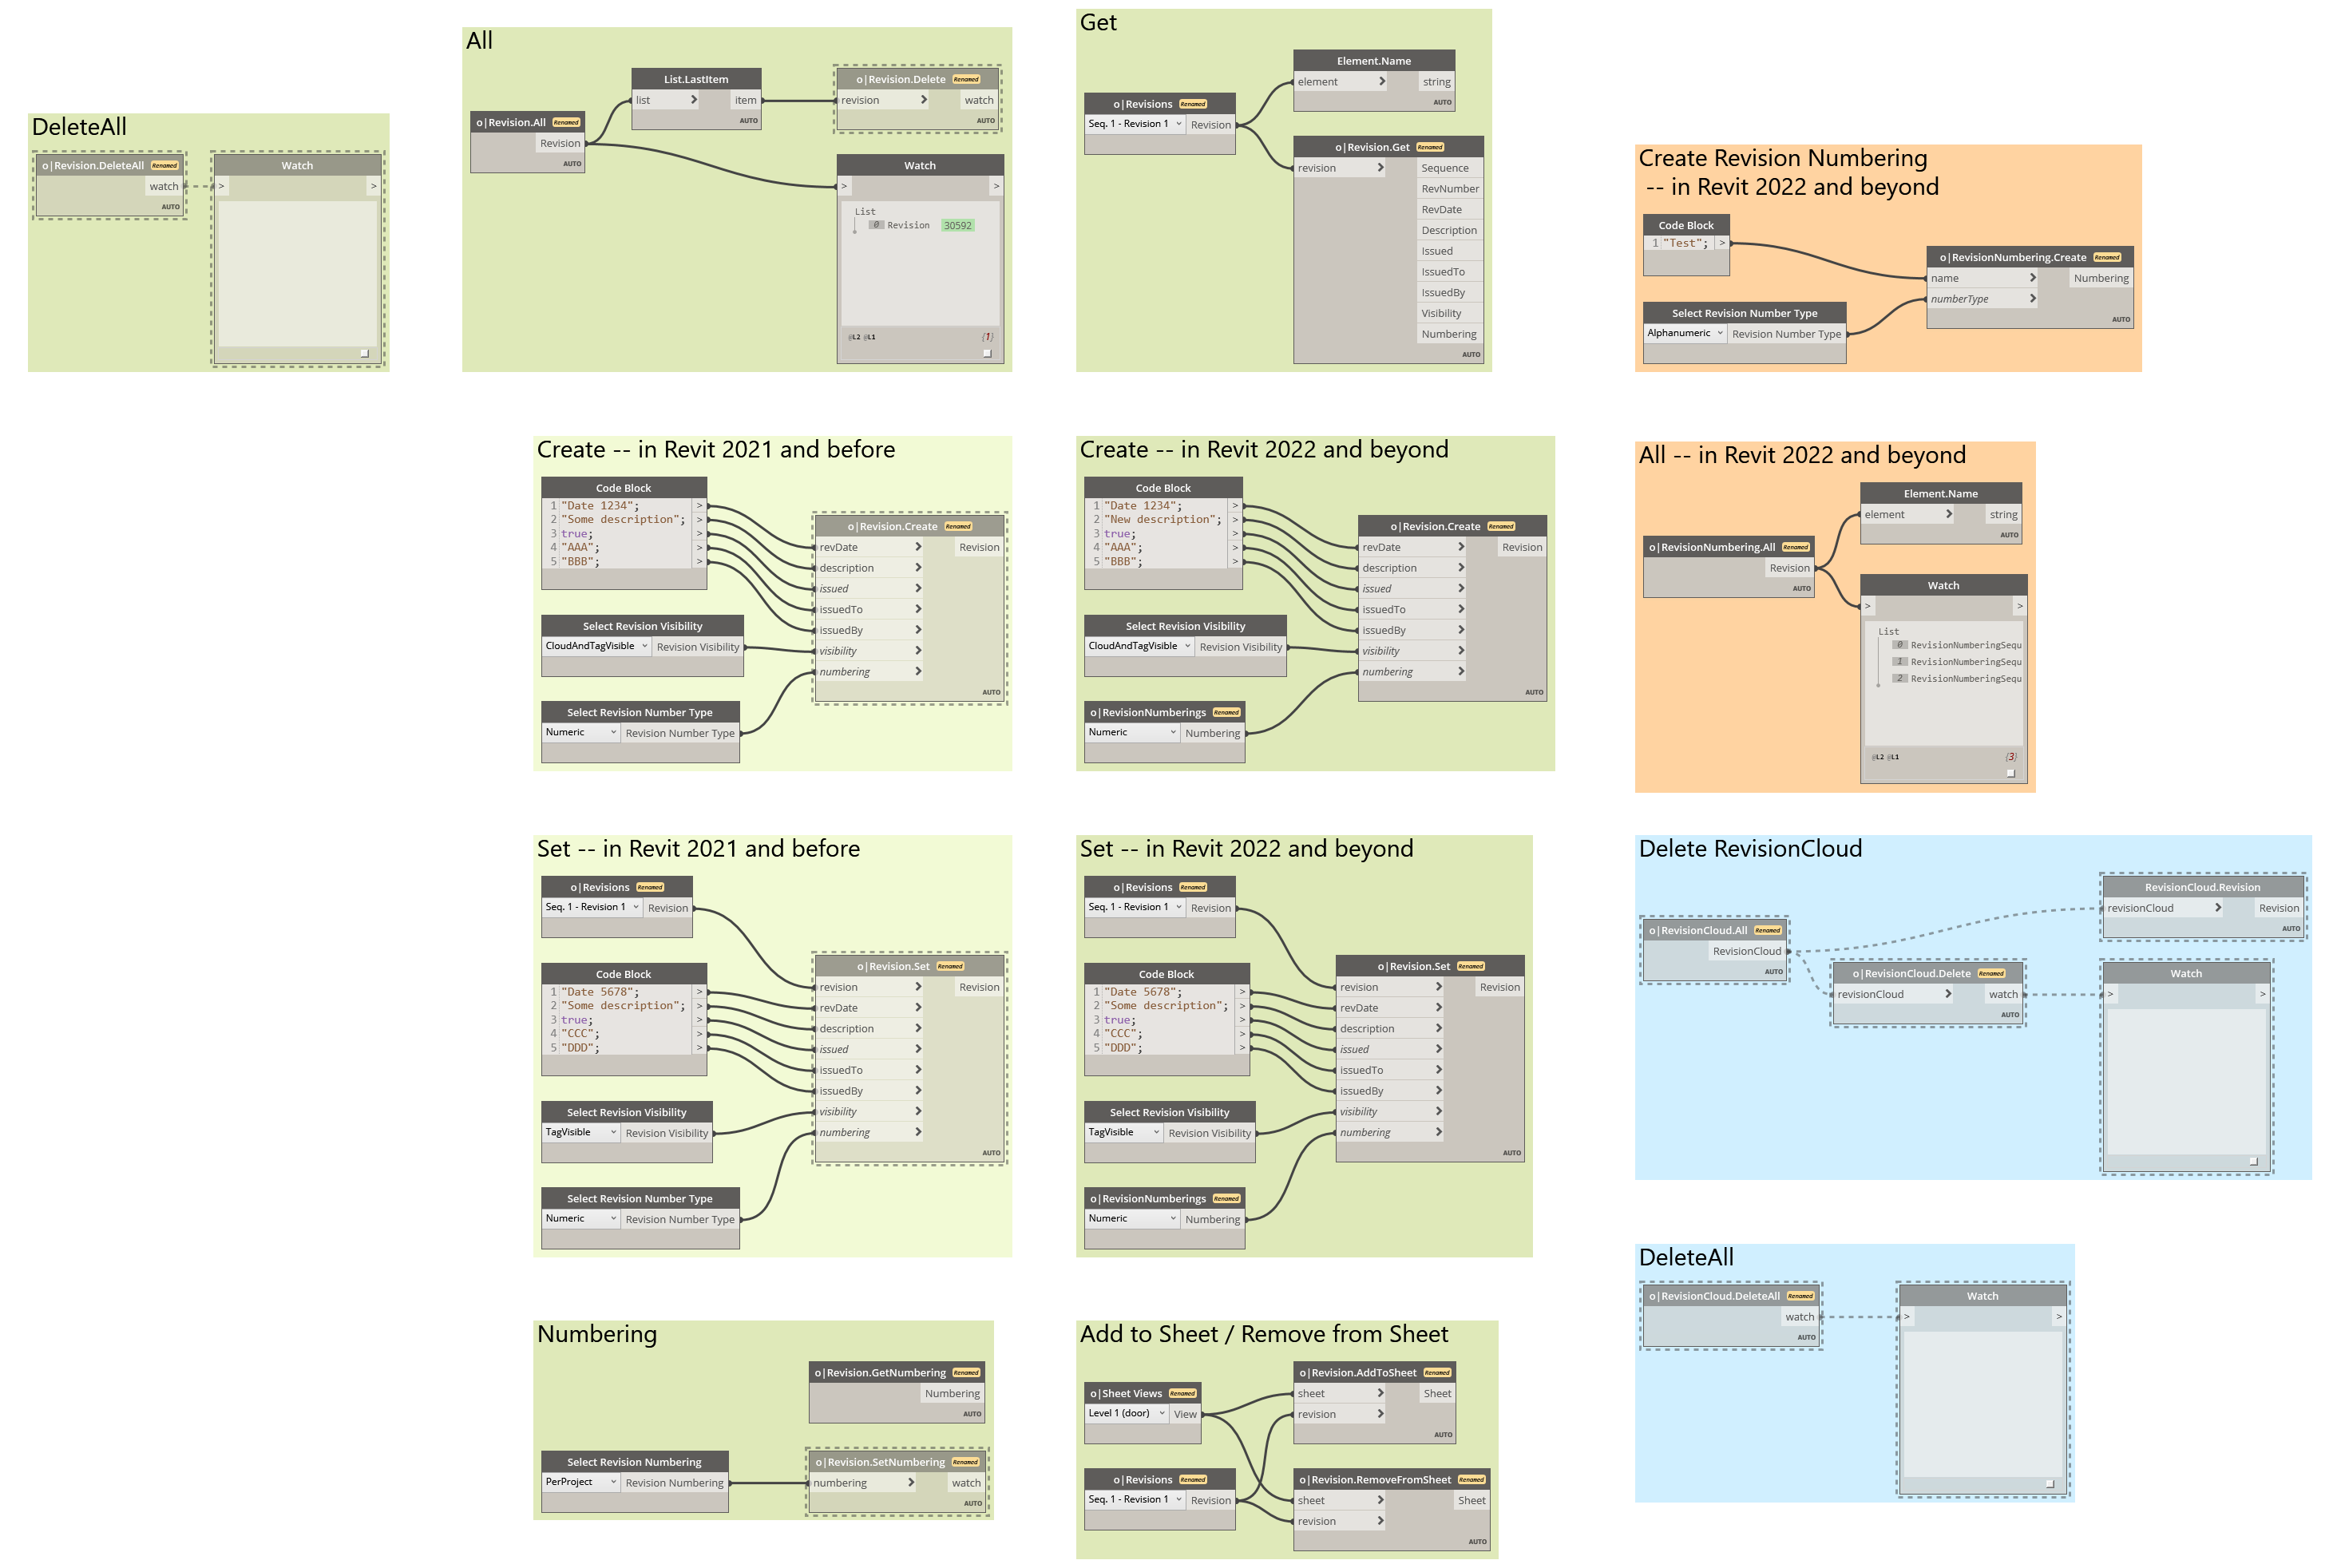 DeleteAll
o|Revision.DeleteAll Renamed
watch
AUTO
Watch
> >
All
o|Revision.All Renamed
Revision
AUTO
List.LastItem
list > item
AUTO
o|Revision.Delete Renamed
revision > watch
AUTO
Watch
> >
List
0 Revision 30592
@L2 @L1 {1}
Get
o|Revisions Renamed
Seq. 1 - Revision 1 Revision
Element.Name
element > string
AUTO
o|Revision.Get Renamed
revision > Sequence
RevNumber
RevDate
Description
Issued
IssuedTo
IssuedBy
Visibility
Numbering
AUTO
Create Revision Numbering
-- in Revit 2022 and beyond
Code Block
1 "Test"; >
Select Revision Number Type
Alphanumeric Revision Number Type
o|RevisionNumbering.Create Renamed
name > Numbering
numberType >
AUTO
Create -- in Revit 2021 and before
Code Block
1 "Date 1234"; >
2 "Some description"; >
3 true; >
4 "AAA"; >
5 "BBB"; >
Select Revision Visibility
CloudAndTagVisible Revision Visibility
Select Revision Number Type
Numeric Revision Number Type
o|Revision.Create Renamed
revDate > Revision
description >
issued >
issuedTo >
issuedBy >
visibility >
numbering >
AUTO
Create -- in Revit 2022 and beyond
Code Block
1 "Date 1234"; >
2 "New description"; >
3 true; >
4 "AAA"; >
5 "BBB"; >
Select Revision Visibility
CloudAndTagVisible Revision Visibility
o|RevisionNumberings Renamed
Numeric Numbering
o|Revision.Create Renamed
revDate > Revision
description >
issued >
issuedTo >
issuedBy >
visibility >
numbering >
AUTO
All -- in Revit 2022 and beyond
o|RevisionNumbering.All Renamed
Revision
AUTO
Element.Name
element > string
AUTO
Watch
> >
List
0 RevisionNumberingSequ
1 RevisionNumberingSequ
2 RevisionNumberingSequ
@L2 @L1 {3}
Set -- in Revit 2021 and before
o|Revisions Renamed
Seq. 1 - Revision 1 Revision
Code Block
1 "Date 5678"; >
2 "Some description"; >
3 true; >
4 "CCC"; >
5 "DDD"; >
Select Revision Visibility
TagVisible Revision Visibility
Select Revision Number Type
Numeric Revision Number Type
o|Revision.Set Renamed
revision > Revision
revDate >
description >
issued >
issuedTo >
issuedBy >
visibility >
numbering >
AUTO
Set -- in Revit 2022 and beyond
o|Revisions Renamed
Seq. 1 - Revision 1 Revision
Code Block
1 "Date 5678"; >
2 "Some description"; >
3 true; >
4 "CCC"; >
5 "DDD"; >
Select Revision Visibility
TagVisible Revision Visibility
o|RevisionNumberings Renamed
Numeric Numbering
o|Revision.Set Renamed
revision > Revision
revDate >
description >
issued >
issuedTo >
issuedBy >
visibility >
numbering >
AUTO
Delete RevisionCloud
o|RevisionCloud.All Renamed
RevisionCloud
AUTO
RevisionCloud.Revision
revisionCloud > Revision
AUTO
o|RevisionCloud.Delete Renamed
revisionCloud > watch
AUTO
Watch
> >
DeleteAll
o|RevisionCloud.DeleteAll Renamed
watch
AUTO
Watch
> >
Numbering
o|Revision.GetNumbering Renamed
Numbering
AUTO
Select Revision Numbering
PerProject Revision Numbering
o|Revision.SetNumbering Renamed
numbering > watch
AUTO
Add to Sheet / Remove from Sheet
o|Sheet Views Renamed
Level 1 (door) View
o|Revisions Renamed
Seq. 1 - Revision 1 Revision
o|Revision.AddToSheet Renamed
sheet > Sheet
revision >
AUTO
o|Revision.RemoveFromSheet Renamed
sheet > Sheet
revision >
AUTO